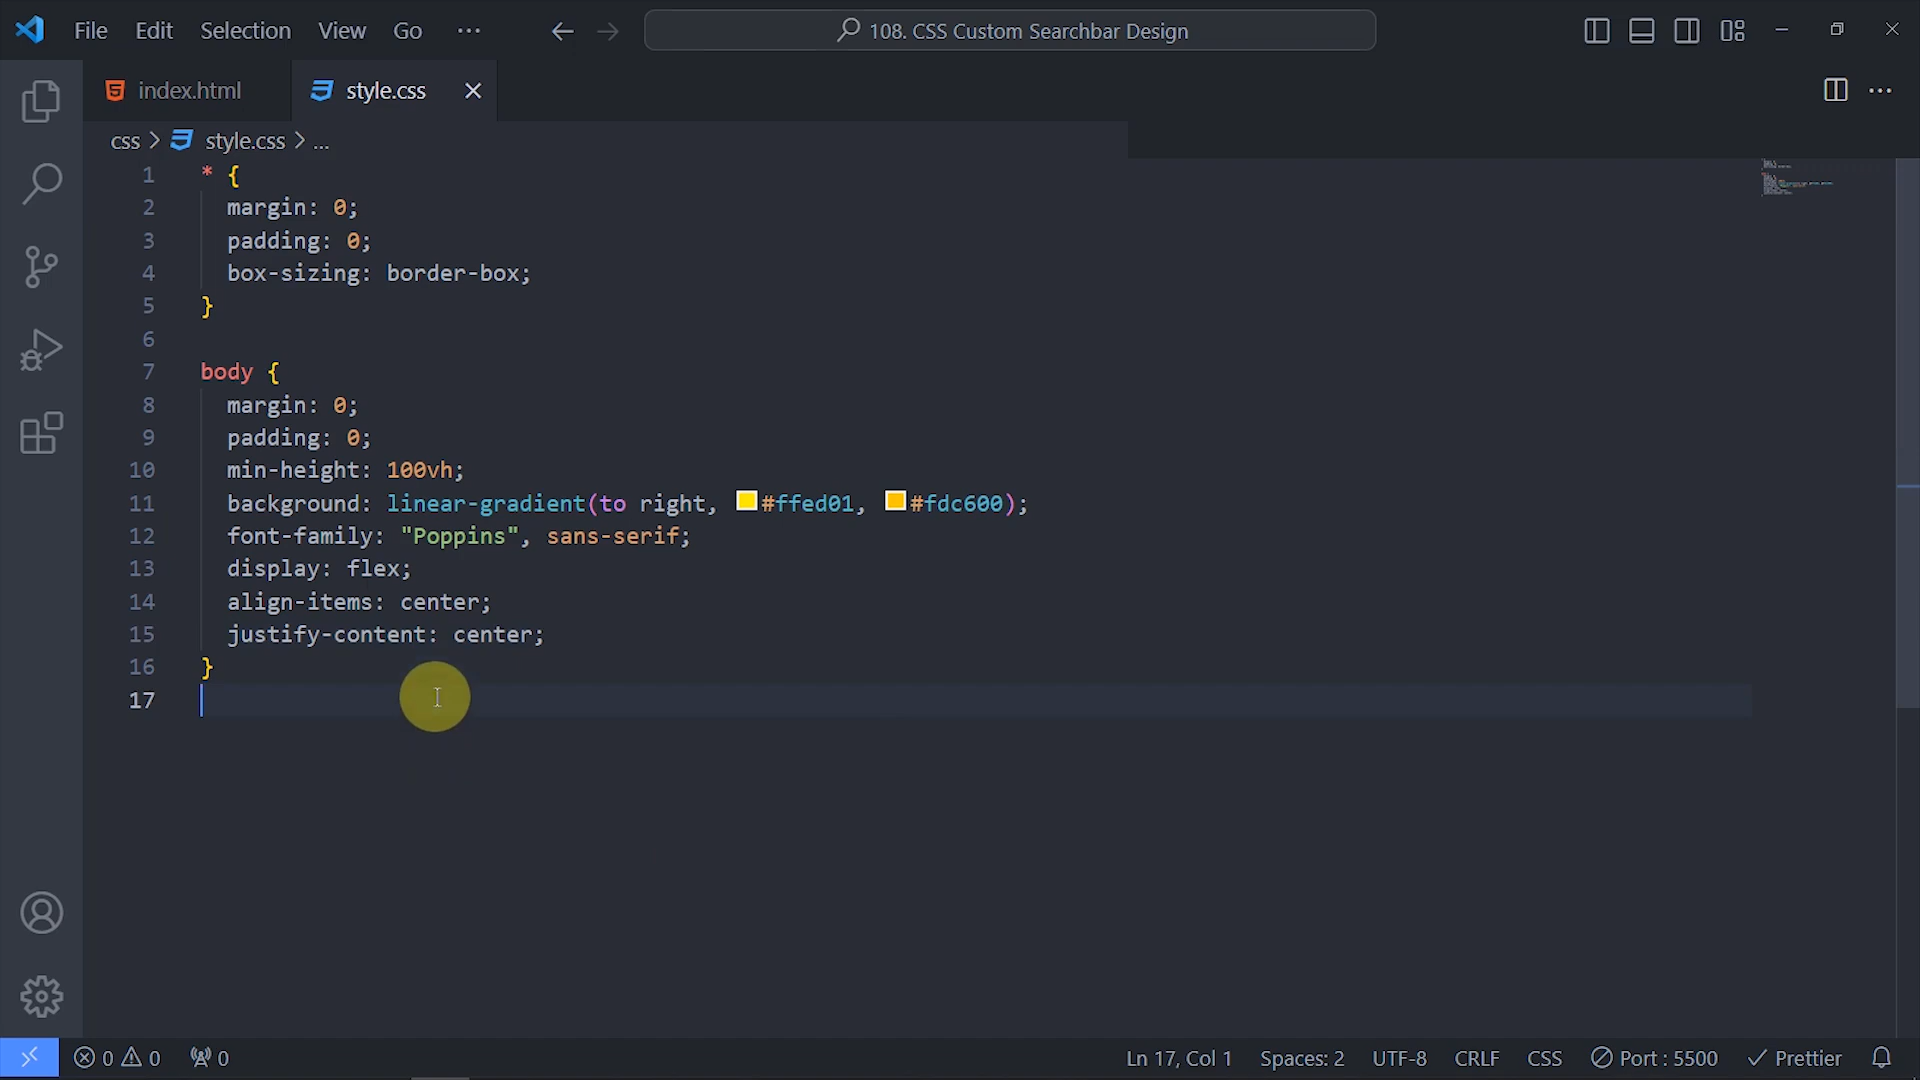 File Edit Selection View Go ···
108. CSS Custom Searchbar Design
index.html style.css
css > style.css > ...
1 * {
2 margin: 0;
3 padding: 0;
4 box-sizing: border-box;
5 }
6
7 body {
8 margin: 0;
9 padding: 0;
10 min-height: 100vh;
11 background: linear-gradient(to right, #ffed01, #fdc600);
12 font-family: "Poppins", sans-serif;
13 display: flex;
14 align-items: center;
15 justify-content: center;
16 }
17
0 0 0 Ln 17, Col 1 Spaces: 2 UTF-8 CRLF CSS Port : 5500 Prettier